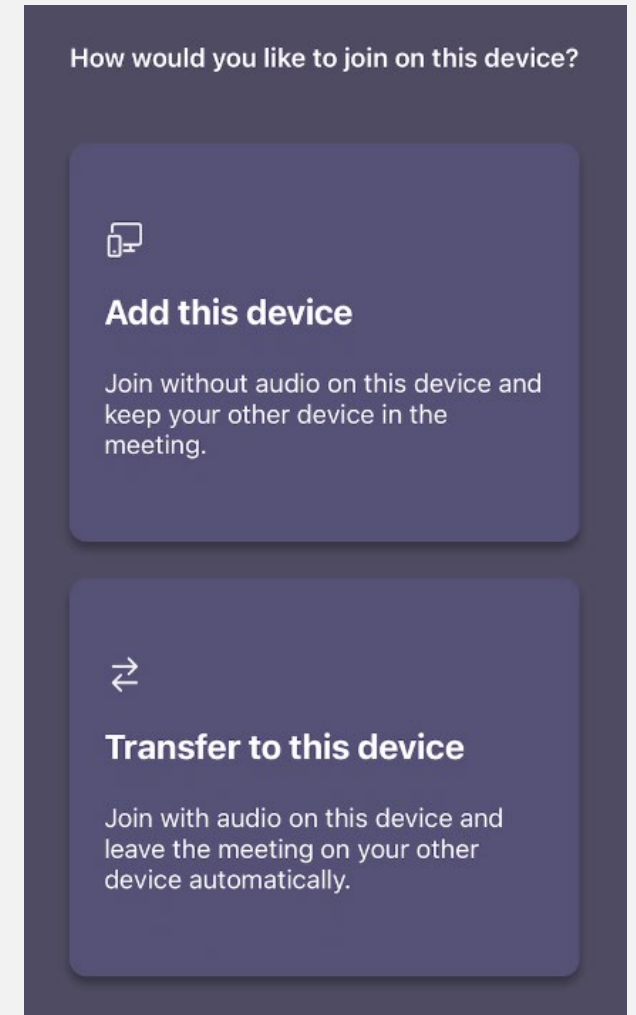 How would you like to join on this device?
Add this device
Join without audio on this device and
keep your other device in the
meeting.
Transfer to this device
Join with audio on this device and
leave the meeting on your other
device automatically.